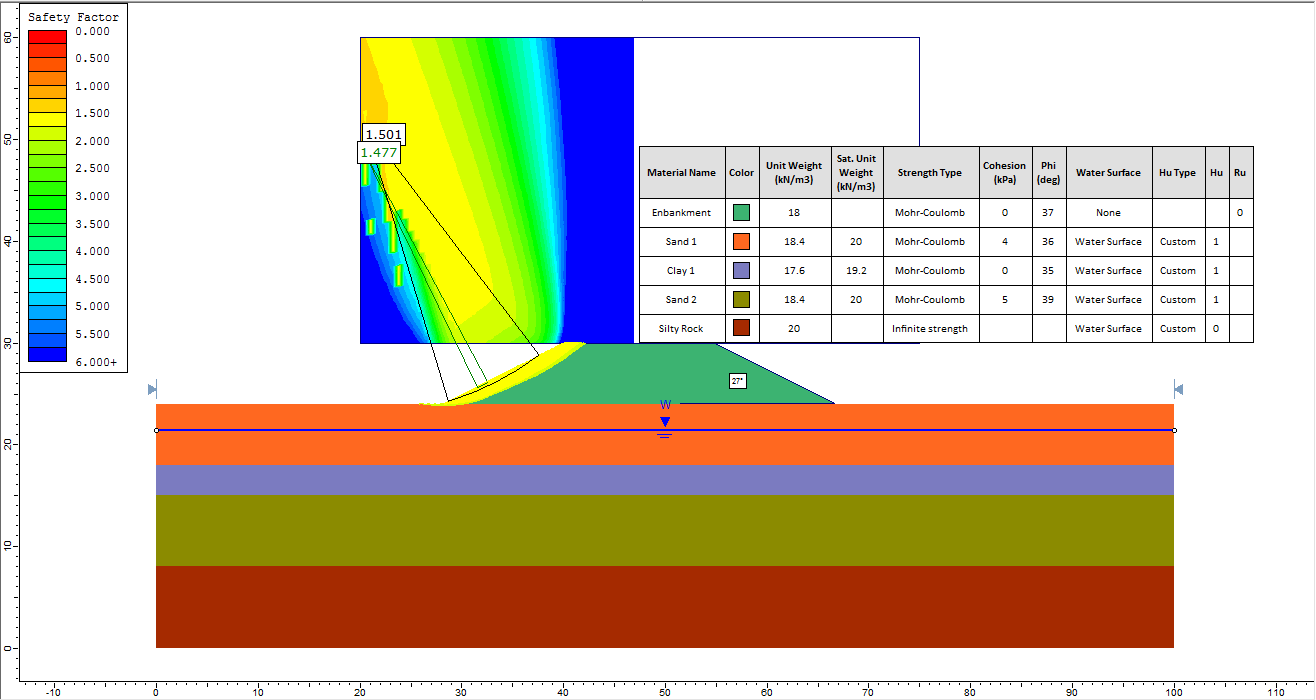 Safety Factor
0.000
0.500
1.000
1.500
2.000
2.500
3.000
3.500
4.000
4.500
5.000
5.500
6.000+
60
50
40
30
20
10
0
1.501
1.477
Material Name Color Unit Weight (kN/m3) Sat. Unit Weight (kN/m3) Strength Type Cohesion (kPa) Phi (deg) Water Surface Hu Type Hu Ru
Enbankment 18 Mohr-Coulomb 0 37 None 0
Sand 1 18.4 20 Mohr-Coulomb 4 36 Water Surface Custom 1
Clay 1 17.6 19.2 Mohr-Coulomb 0 35 Water Surface Custom 1
Sand 2 18.4 20 Mohr-Coulomb 5 39 Water Surface Custom 1
Silty Rock 20 Infinite strength Water Surface Custom 0
27°
W
-10 0 10 20 30 40 50 60 70 80 90 100 110